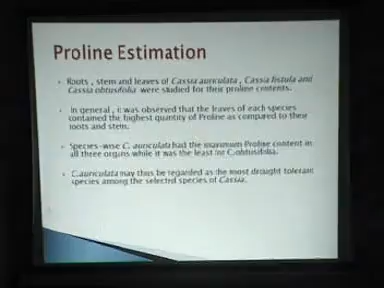 Proline Estimation
Roots , stem and leaves of Cassia auriculata , Cassia fistula and
Cassia obtusifolia were studied for their proline contents.
In general , it was observed that the leaves of each species
contained the highest quantity of Proline as compared to their
roots and stem.
Species-wise C. auriculata had the maximum Proline content in
all three organs while it was the least for C.obtusifolia.
C.auriculata may thus be regarded as the most drought tolerant
species among the selected species of Cassia.